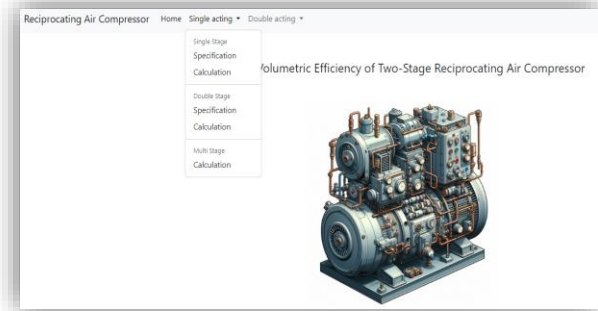 Reciprocating Air Compressor Home Single acting Double acting
Single Stage
Specification
Calculation
Volumetric Efficiency of Two-Stage Reciprocating Air Compressor
Double Stage
Specification
Calculation
Multi Stage
Calculation